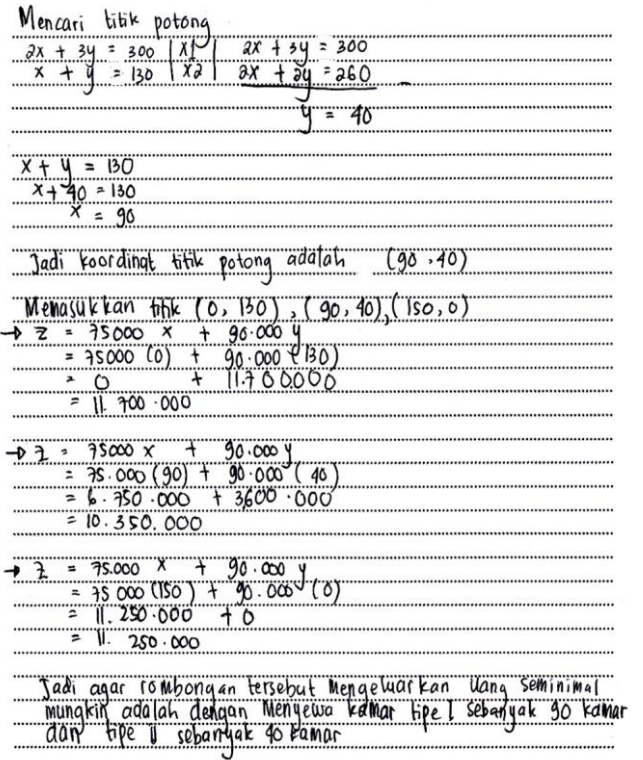 Mencari titik potong
2x + 3y = 300 | x1 | 2x + 3y = 300
x + y = 130 | x2 | 2x + 2y = 260 -
y = 40
x + y = 130
x + 40 = 130
x = 90
Jadi koordinat titik potong adalah (90,40)
Memasukkan titik (0, 130), (90, 40), (150, 0)
→ z = 75000 x + 90.000 y
= 75000 (0) + 90.000 (130)
= 0 + 11.700.000
= 11.700.000
→ z = 75000 x + 90.000 y
= 75.000 (90) + 90.000 (40)
= 6.750.000 + 3600.000
= 10.350.000
→ z = 75.000 x + 90.000 y
= 75 000 (150) + 90.000 (0)
= 11.250.000 + 0
= 11. 250.000
Jadi agar rombongan tersebut mengeluarkan uang seminimal
mungkin adalah dengan menyewa kamar tipe I sebanyak 90 kamar
dan tipe II sebanyak 40 kamar